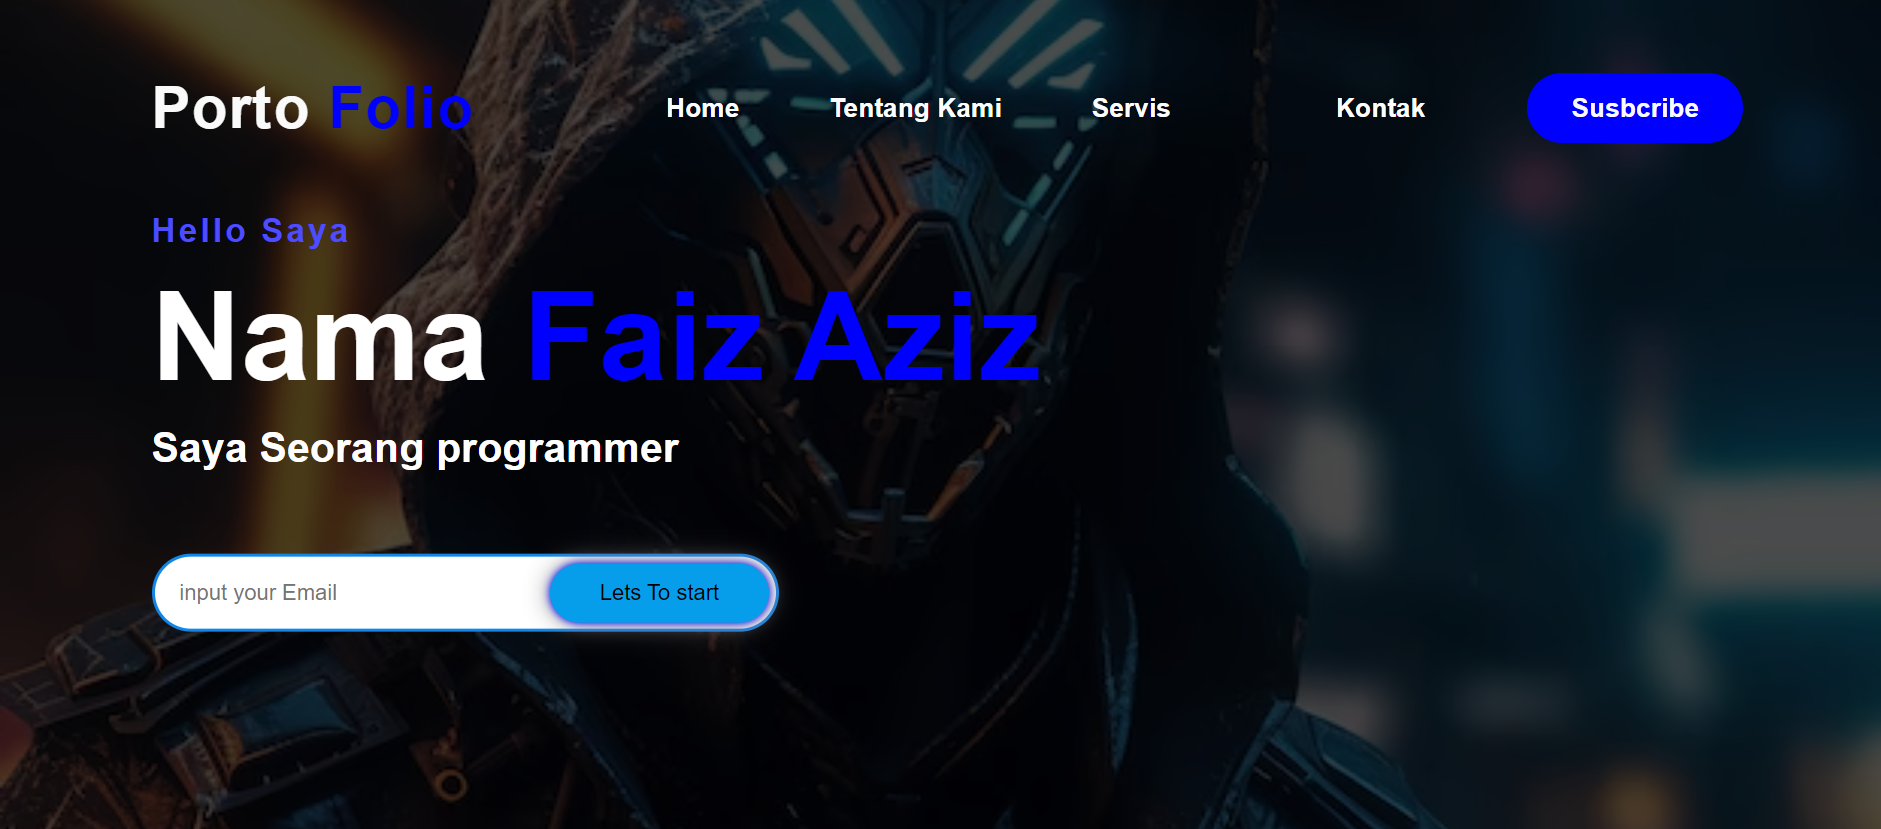 Porto Folio Home Tentang Kami Servis Kontak Susbcribe
Hello Saya
Nama Faiz Aziz
Saya Seorang programmer
input your Email Lets To start